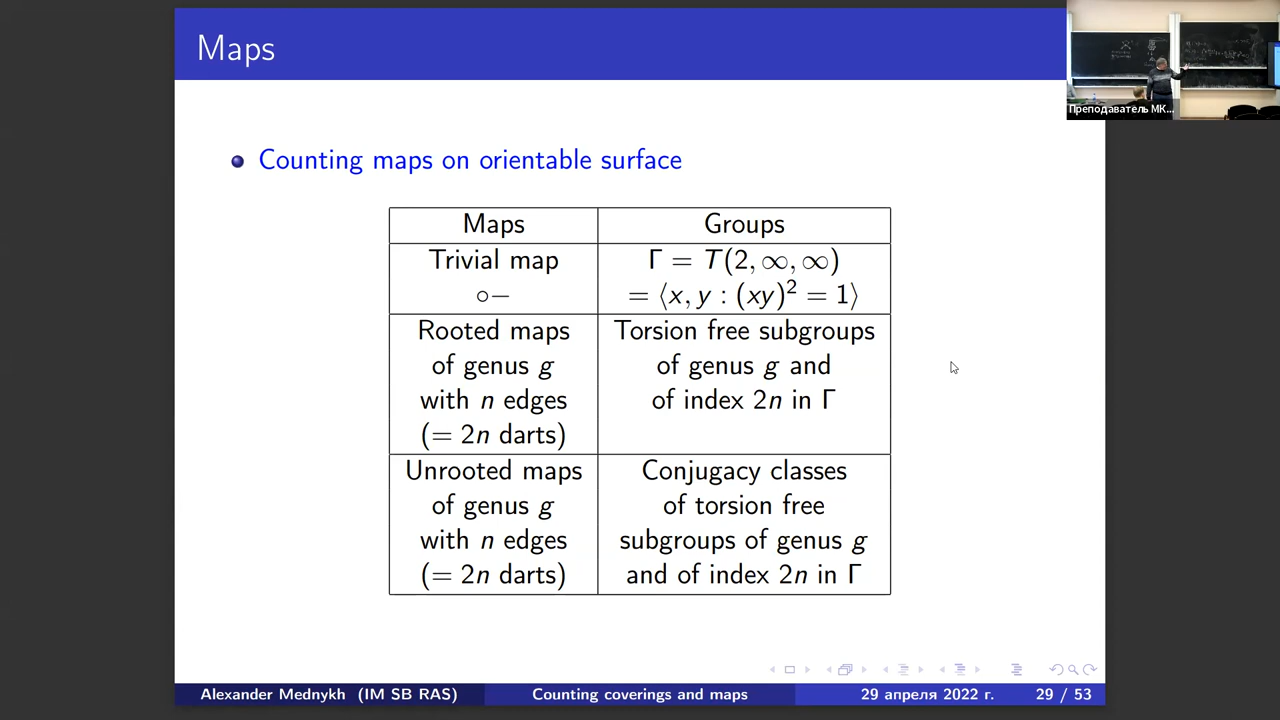 Maps
Преподаватель МК...
Counting maps on orientable surface
Maps Groups
Trivial map Γ = T(2, ∞, ∞)
∘− = ⟨x, y : (xy)² = 1⟩
Rooted maps Torsion free subgroups
of genus g of genus g and
with n edges of index 2n in Γ
(= 2n darts)
Unrooted maps Conjugacy classes
of genus g of torsion free
with n edges subgroups of genus g
(= 2n darts) and of index 2n in Γ
Alexander Mednykh (IM SB RAS) Counting coverings and maps 29 апреля 2022 г. 29 / 53